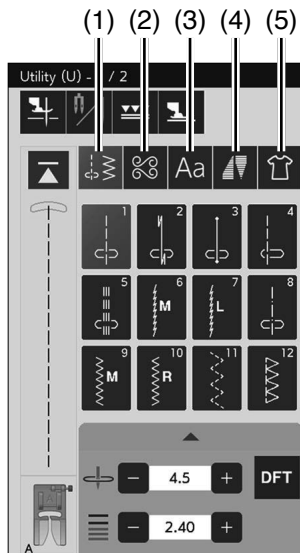 (1) (2) (3) (4) (5)
Utility (U) - / 2
Aa
1 2 3 4
5 6 M 7 L 8
9 M 10 R 11 12
4.5 DFT
2.40
A
A